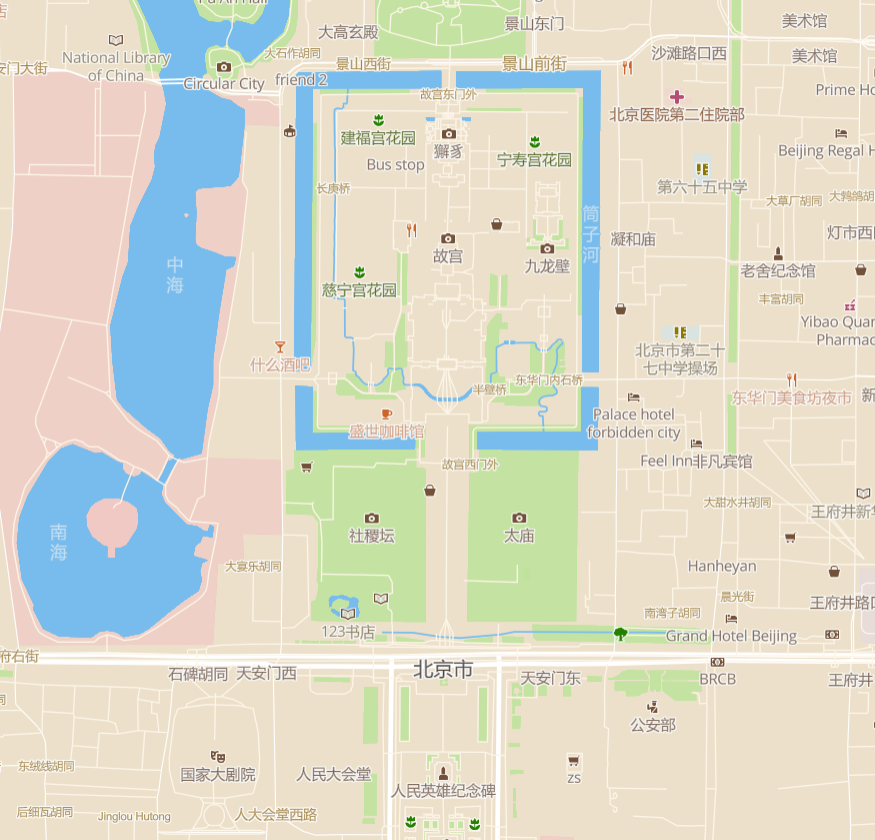 Pu An Hall
大高玄殿
景山东门
美术馆
National Library
of China
大石作胡同
沙滩路口西
美术馆
安门大街
景山西街
景山前街
Circular City
friend 2
故宫东门外
Prime Ho
北京医院第二住院部
建福宫花园
獬豸
宁寿宫花园
Beijing Regal H
Bus stop
长庚桥
第六十五中学
大草厂胡同
大鹁鸽胡
筒子河
凝和庙
灯市西口
故宫
九龙壁
老舍纪念馆
中海
慈宁宫花园
丰富胡同
Yibao Quan
Pharmac
什么酒吧
北京市第二十
七中学操场
半壁桥
东华门内石桥
东华门美食坊夜市
新
盛世咖啡馆
Palace hotel
forbidden city
故宫西门外
Feel Inn非凡宾馆
大甜水井胡同
王府井新华
社稷坛
太庙
南海
大宴乐胡同
Hanheyan
晨光街
王府井路口
南湾子胡同
123书店
Grand Hotel Beijing
府右街
石碑胡同
天安门西
北京市
天安门东
BRCB
王府井
公安部
东绒线胡同
国家大剧院
人民大会堂
人民英雄纪念碑
zs
后细瓦胡同
Jinglou Hutong
人大会堂西路